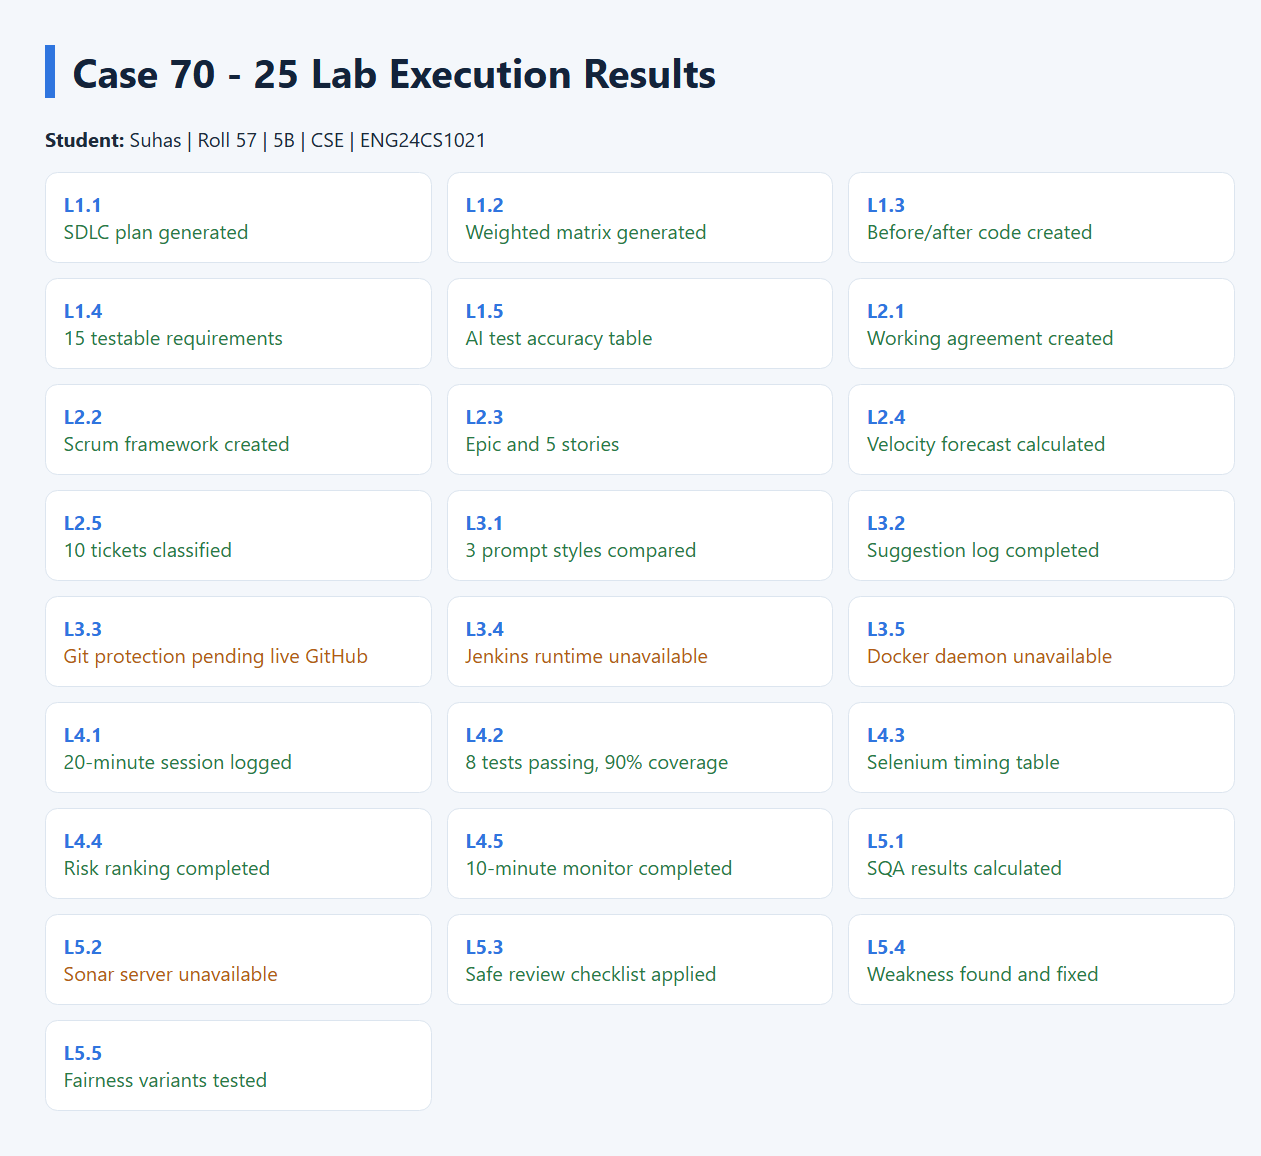 Case 70 - 25 Lab Execution Results
Student: Suhas | Roll 57 | 5B | CSE | ENG24CS1021
L1.1
SDLC plan generated
L1.2
Weighted matrix generated
L1.3
Before/after code created
L1.4
15 testable requirements
L1.5
AI test accuracy table
L2.1
Working agreement created
L2.2
Scrum framework created
L2.3
Epic and 5 stories
L2.4
Velocity forecast calculated
L2.5
10 tickets classified
L3.1
3 prompt styles compared
L3.2
Suggestion log completed
L3.3
Git protection pending live GitHub
L3.4
Jenkins runtime unavailable
L3.5
Docker daemon unavailable
L4.1
20-minute session logged
L4.2
8 tests passing, 90% coverage
L4.3
Selenium timing table
L4.4
Risk ranking completed
L4.5
10-minute monitor completed
L5.1
SQA results calculated
L5.2
Sonar server unavailable
L5.3
Safe review checklist applied
L5.4
Weakness found and fixed
L5.5
Fairness variants tested